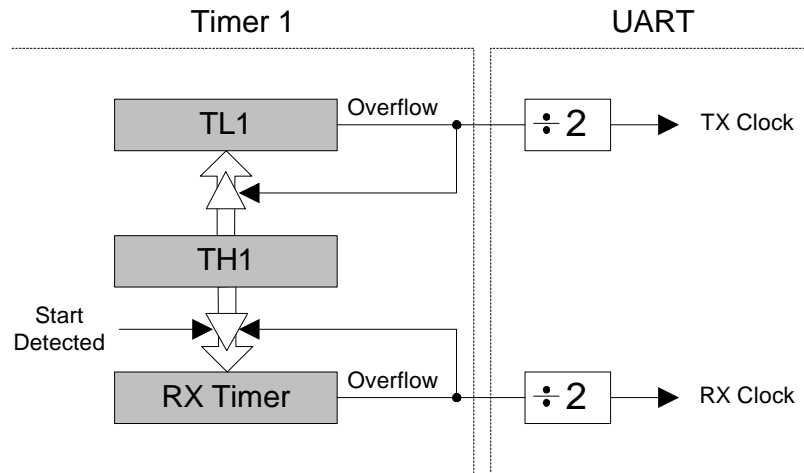 Timer 1
UART
TL1
Overflow
÷2
TX Clock
TH1
Start
Detected
RX Timer
Overflow
÷2
RX Clock